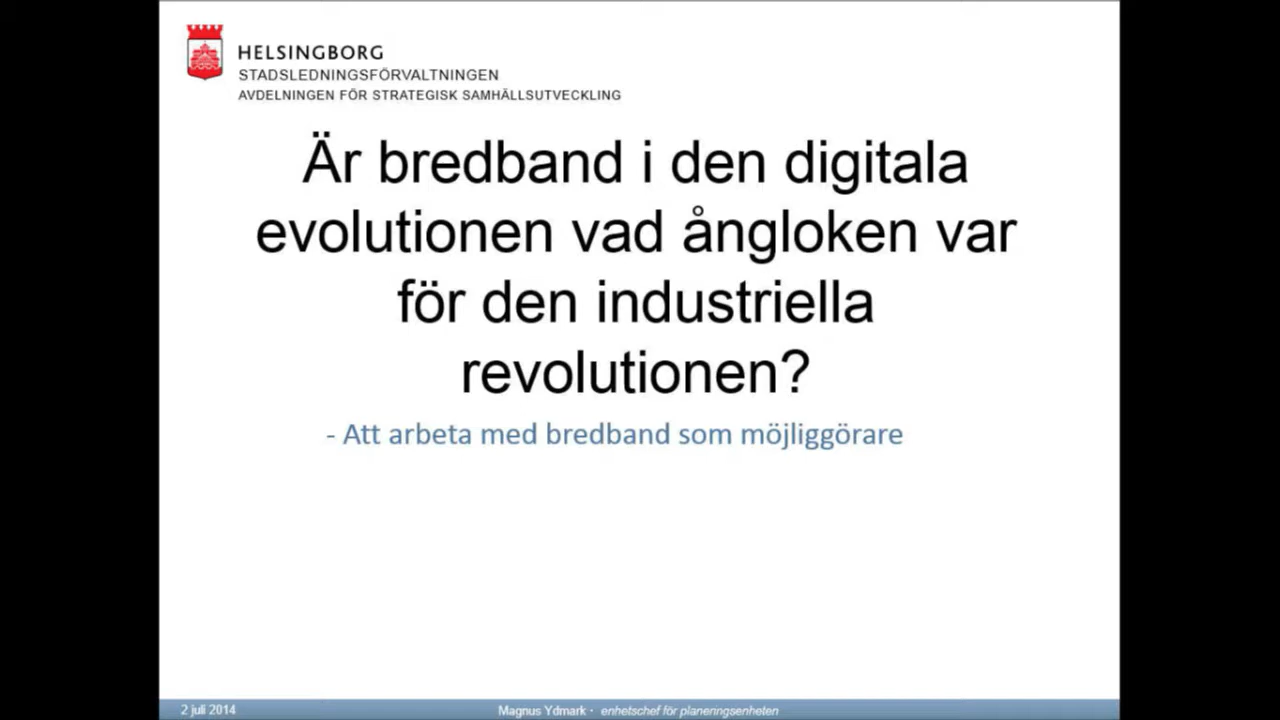 HELSINGBORG
STADSLEDNINGSFÖRVALTNINGEN
AVDELNINGEN FÖR STRATEGISK SAMHÄLLSUTVECKLING
Är bredband i den digitala
evolutionen vad ångloken var
för den industriella
revolutionen?
- Att arbeta med bredband som möjliggörare
2 juli 2014
Magnus Ydmark · enhetschef för planeringsenheten